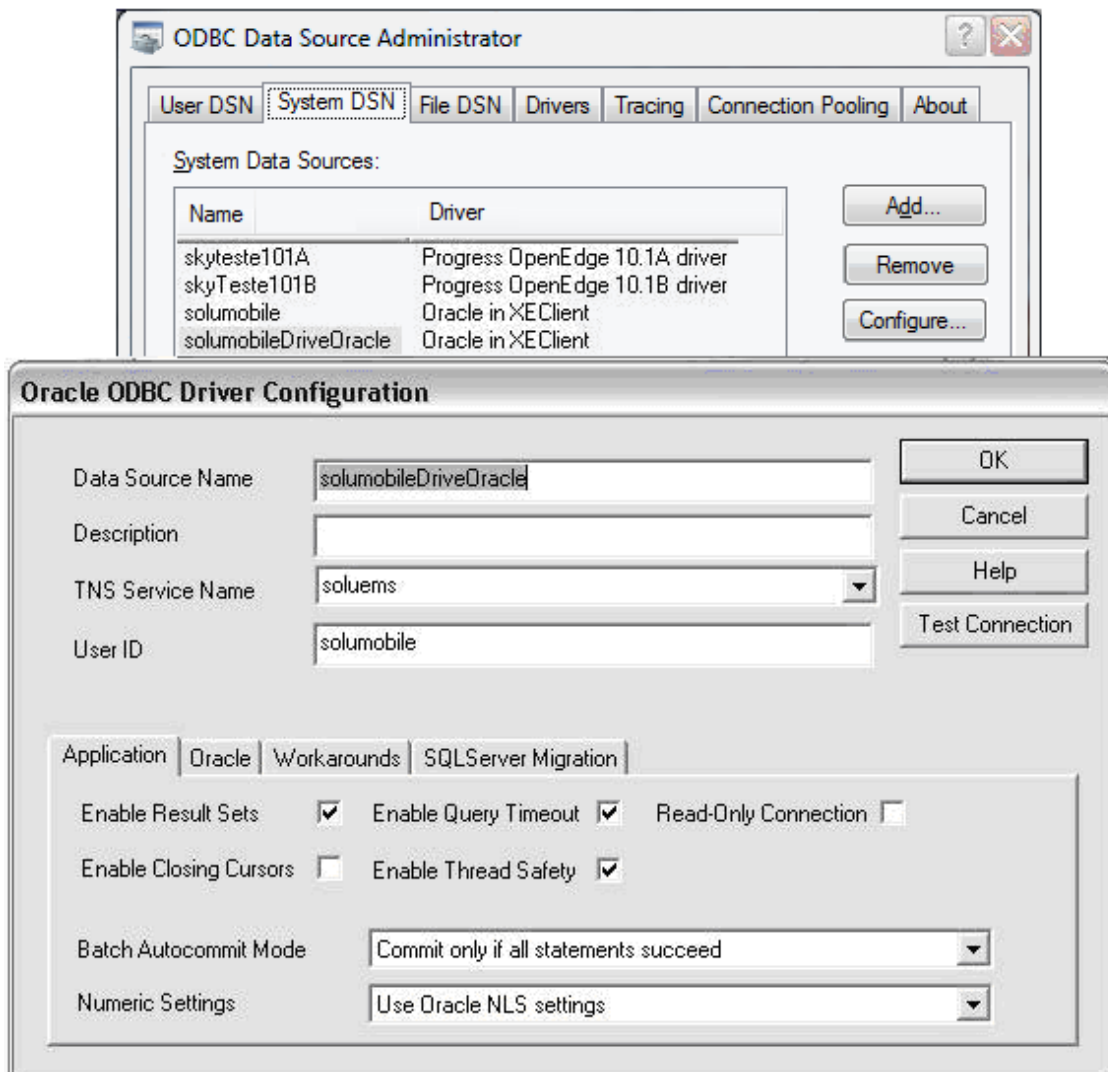 ODBC Data Source Administrator
User DSN System DSN File DSN Drivers Tracing Connection Pooling About
System Data Sources:
Name Driver
Add...
skyteste101A Progress OpenEdge 10.1A driver
Remove
skyTeste101B Progress OpenEdge 10.1B driver
solumobile Oracle in XEClient
Configure...
solumobileDriveOracle Oracle in XEClient
Oracle ODBC Driver Configuration
Data Source Name solumobileDriveOracle OK
Description Cancel
TNS Service Name soluems Help
User ID solumobile Test Connection
Application Oracle Workarounds SQLServer Migration
Enable Result Sets Enable Query Timeout Read-Only Connection
Enable Closing Cursors Enable Thread Safety
Batch Autocommit Mode Commit only if all statements succeed
Numeric Settings Use Oracle NLS settings